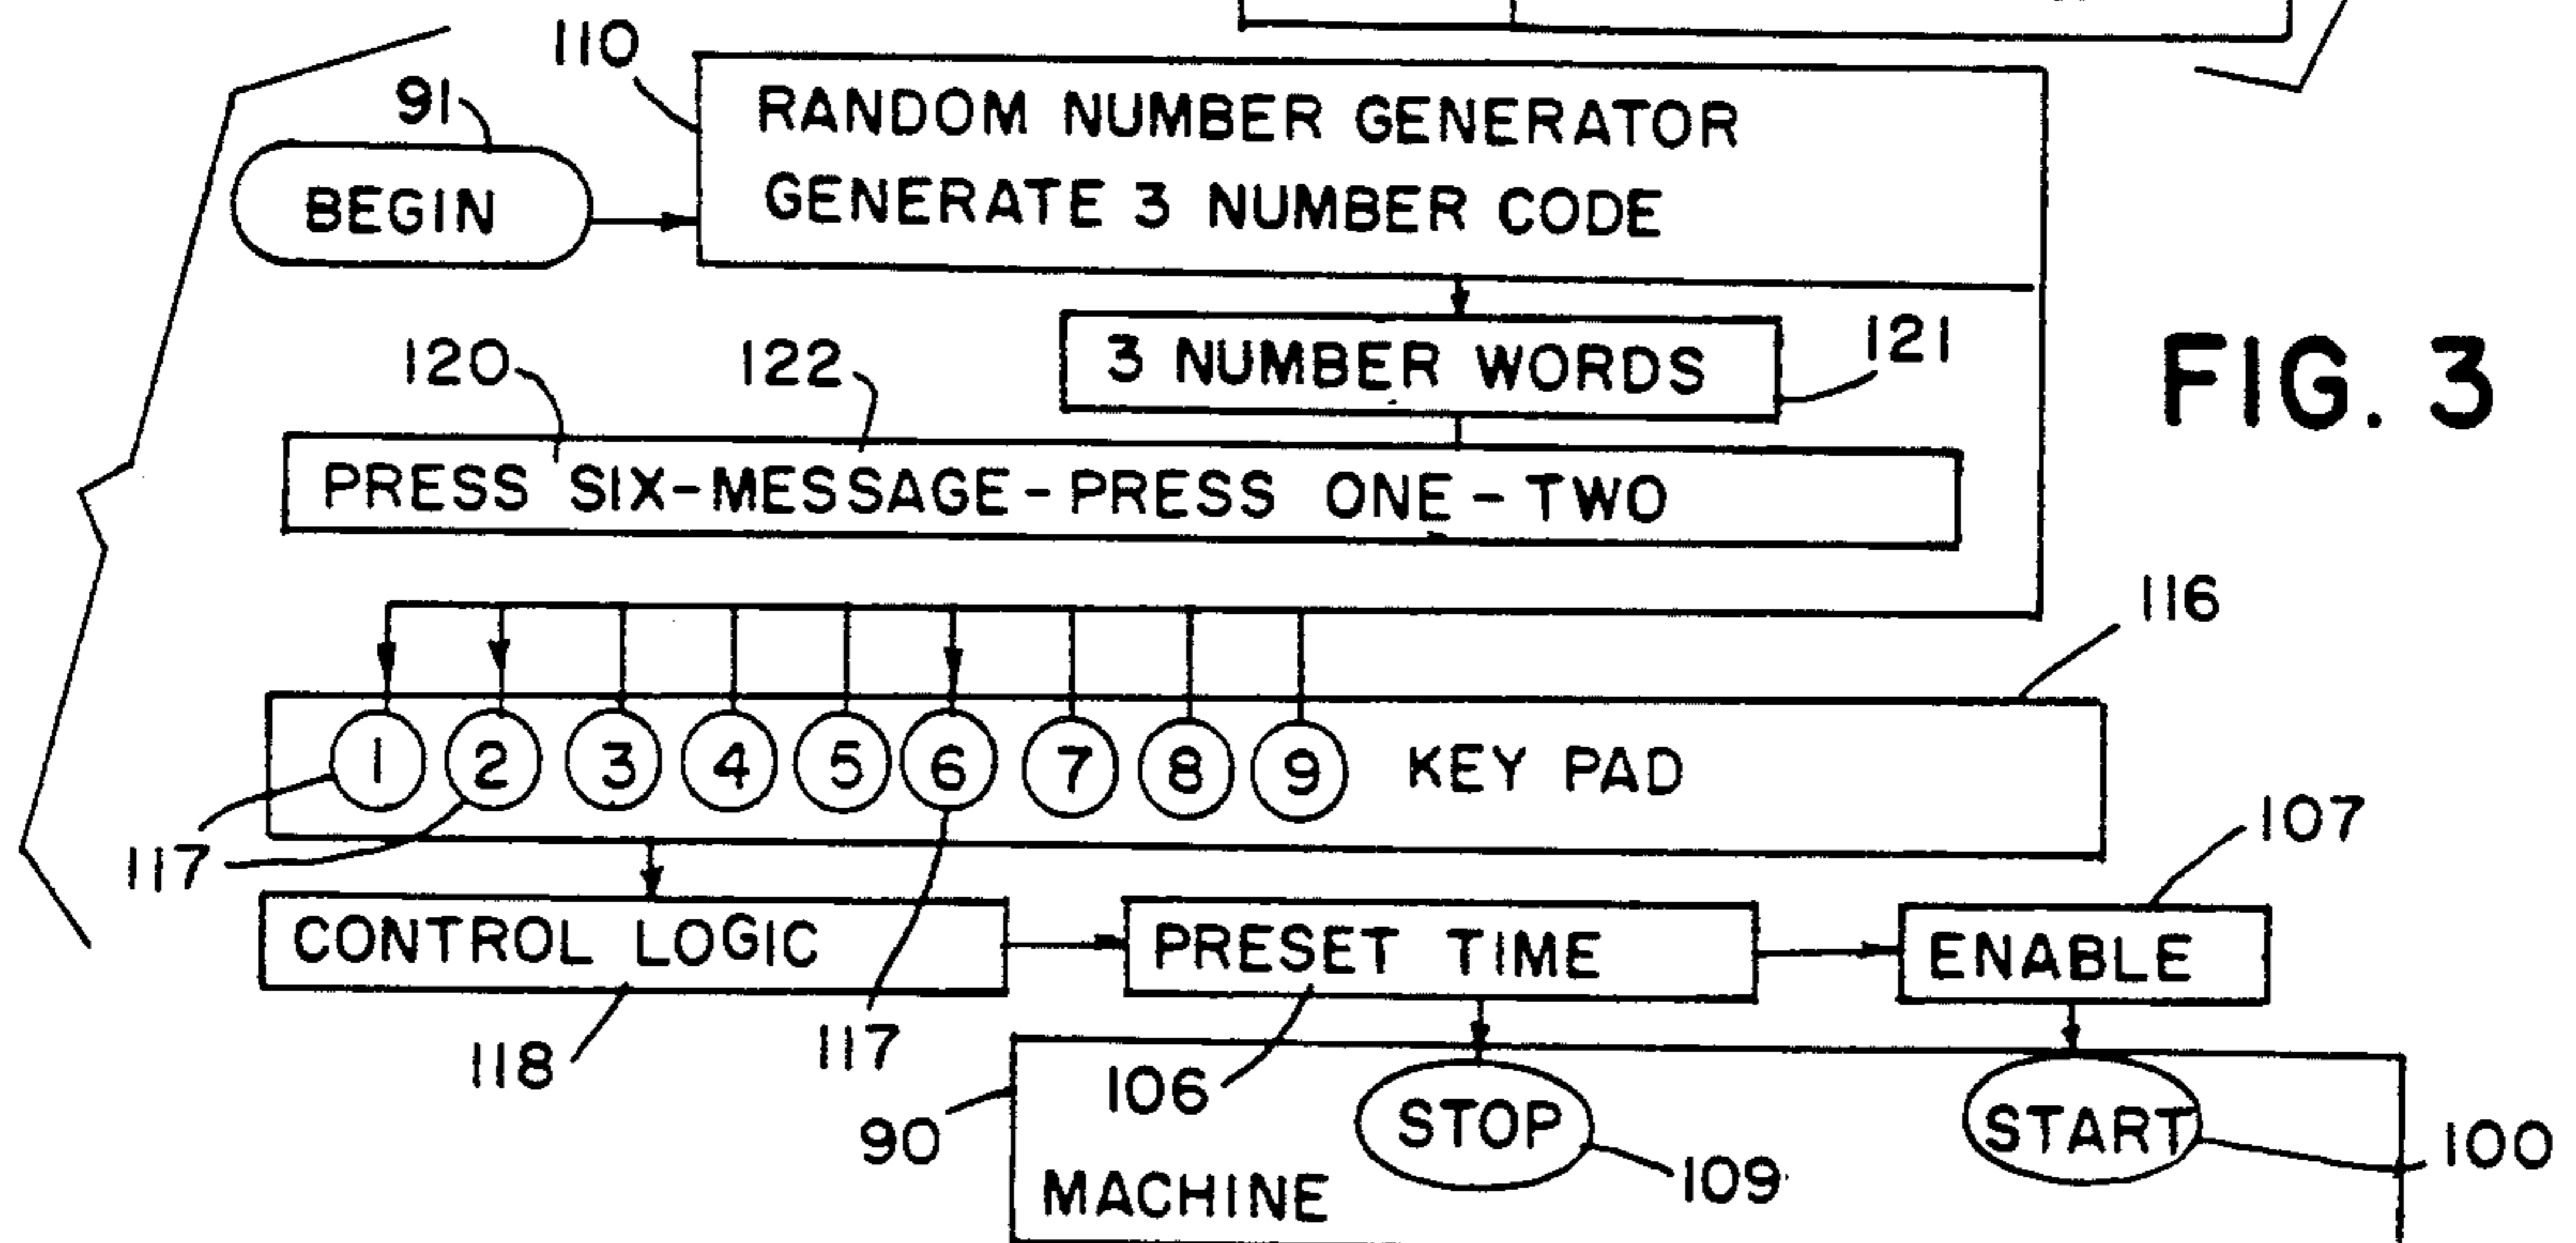 110
91
RANDOM NUMBER GENERATOR
GENERATE 3 NUMBER CODE
BEGIN
3 NUMBER WORDS
121
FIG. 3
120
122
PRESS SIX-MESSAGE-PRESS ONE-TWO
116
1 2 3 4 5 6 7 8 9 KEY PAD
117
107
CONTROL LOGIC
PRESET TIME
ENABLE
118
117
106
90
STOP
START
100
109
MACHINE